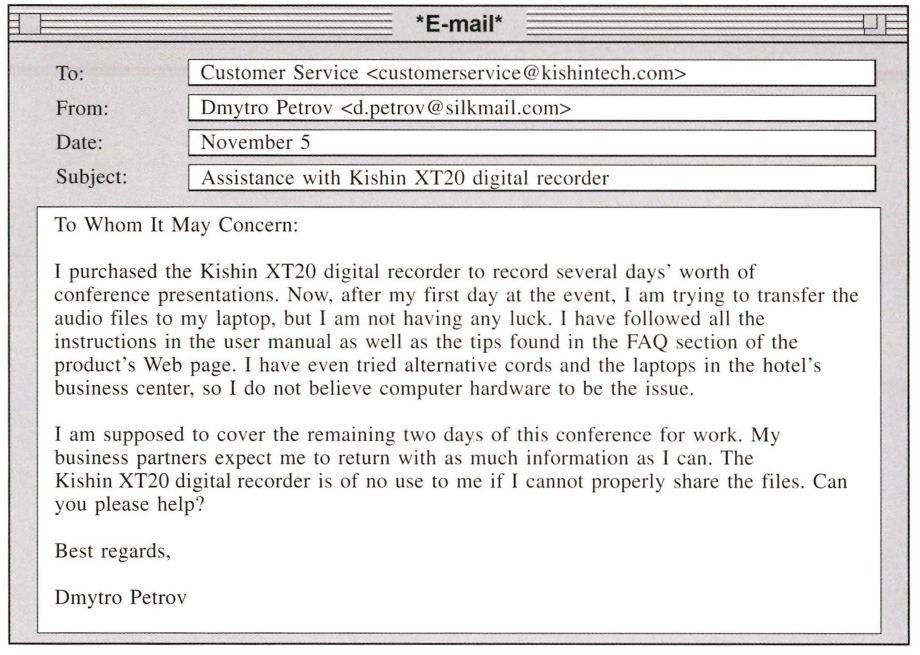 *E-mail*
To: Customer Service <customerservice@kishintech.com>
From: Dmytro Petrov <d.petrov@silkmail.com>
Date: November 5
Subject: Assistance with Kishin XT20 digital recorder
To Whom It May Concern:
I purchased the Kishin XT20 digital recorder to record several days' worth of
conference presentations. Now, after my first day at the event, I am trying to transfer the
audio files to my laptop, but I am not having any luck. I have followed all the
instructions in the user manual as well as the tips found in the FAQ section of the
product's Web page. I have even tried alternative cords and the laptops in the hotel's
business center, so I do not believe computer hardware to be the issue.
I am supposed to cover the remaining two days of this conference for work. My
business partners expect me to return with as much information as I can. The
Kishin XT20 digital recorder is of no use to me if I cannot properly share the files. Can
you please help?
Best regards,
Dmytro Petrov